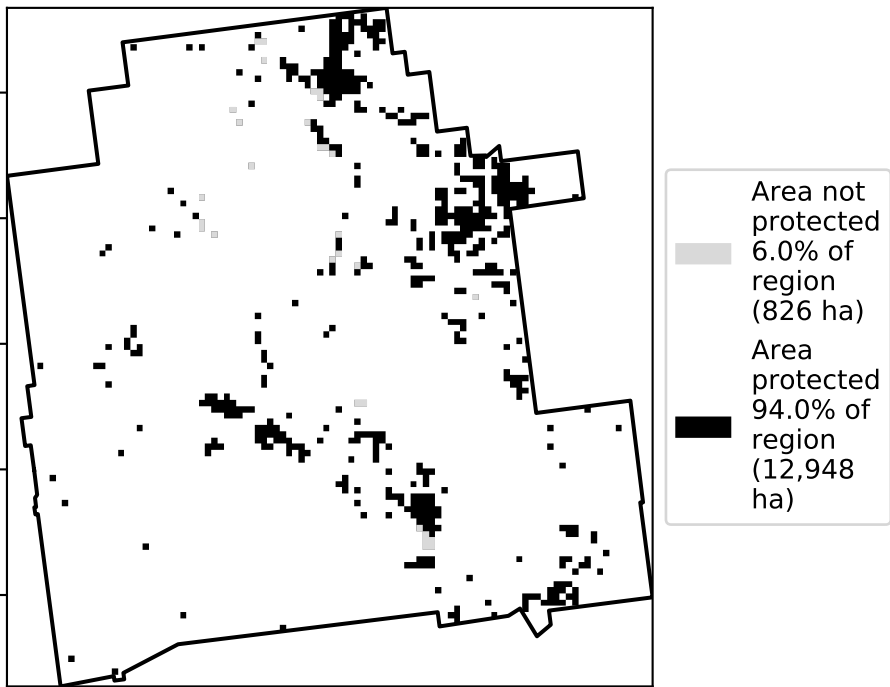 Area not
protected
6.0% of
region
(826 ha)
Area
protected
94.0% of
region
(12,948
ha)